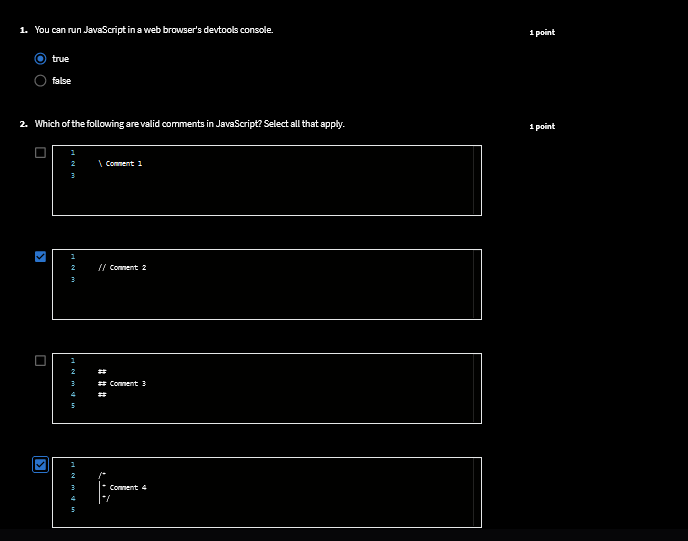 1. You can run JavaScript in a web browser's devtools console.
1 point
true
false
2. Which of the following are valid comments in JavaScript? Select all that apply.
1 point
1
2 \ Comment 1
3
1
2 // Comment 2
3
1
2 ##
3 ## Comment 3
4 ##
5
1
2 /*
3 * Comment 4
4 */
5